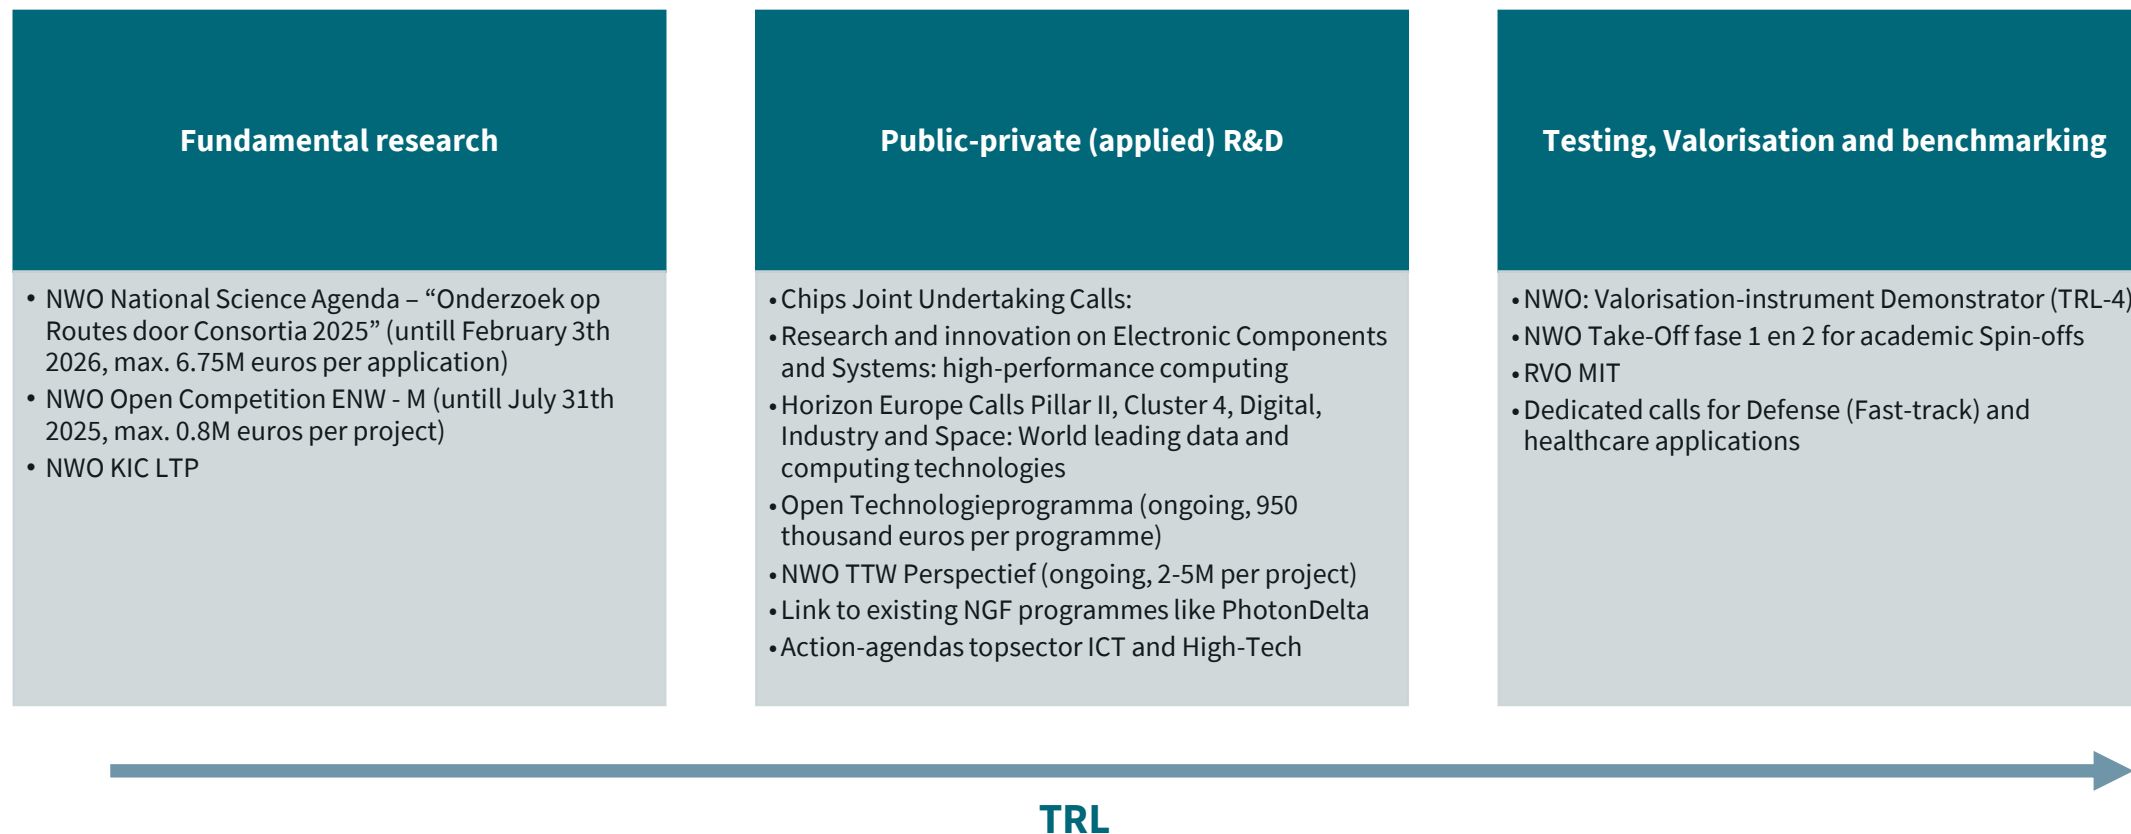 Fundamental research
• NWO National Science Agenda – “Onderzoek op
Routes door Consortia 2025” (untill February 3th
2026, max. 6.75M euros per application)
• NWO Open Competition ENW - M (untill July 31th
2025, max. 0.8M euros per project)
• NWO KIC LTP
Public-private (applied) R&D
• Chips Joint Undertaking Calls:
• Research and innovation on Electronic Components
and Systems: high-performance computing
• Horizon Europe Calls Pillar II, Cluster 4, Digital,
Industry and Space: World leading data and
computing technologies
• Open Technologieprogramma (ongoing, 950
thousand euros per programme)
• NWO TTW Perspectief (ongoing, 2-5M per project)
• Link to existing NGF programmes like PhotonDelta
• Action-agendas topsector ICT and High-Tech
Testing, Valorisation and benchmarking
• NWO: Valorisation-instrument Demonstrator (TRL-4)
• NWO Take-Off fase 1 en 2 for academic Spin-offs
• RVO MIT
• Dedicated calls for Defense (Fast-track) and
healthcare applications
TRL